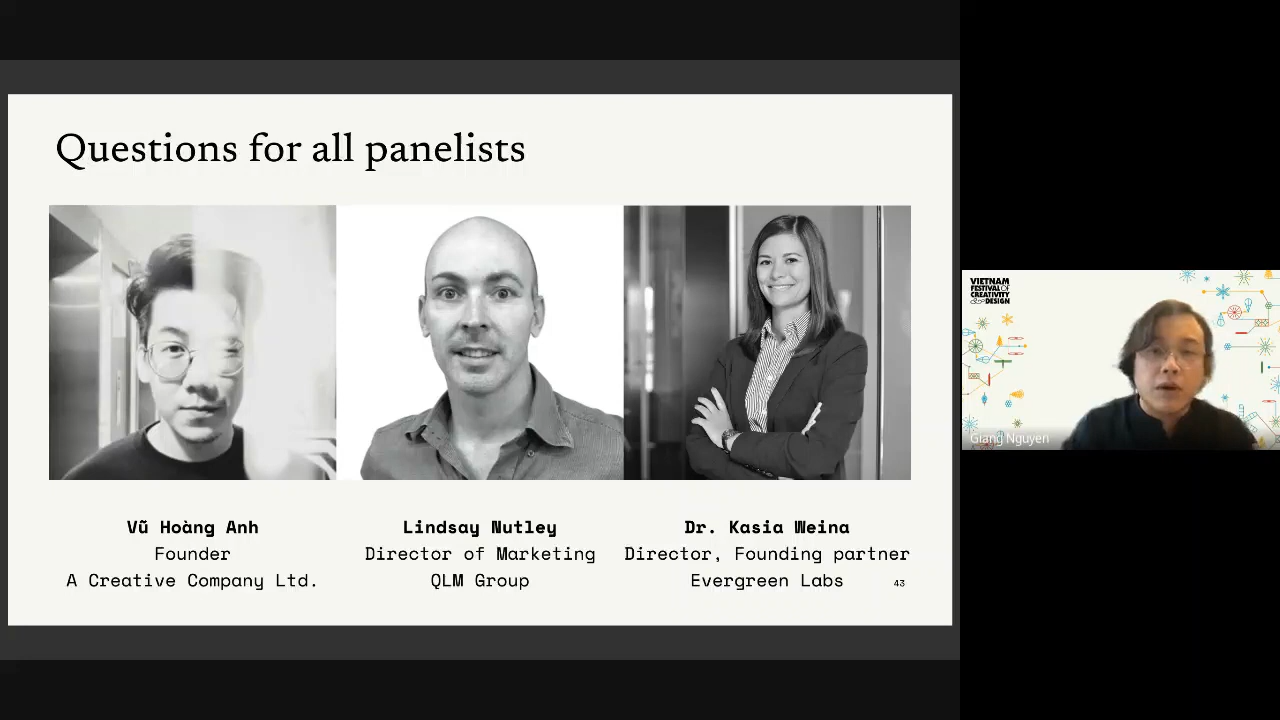 Questions for all panelists
Vũ Hoàng Anh
Founder
A Creative Company Ltd.
Lindsay Nutley
Director of Marketing
QLM Group
Dr. Kasia Weina
Director, Founding partner
Evergreen Labs
43
VIETNAM
FESTIVAL OF
CREATIVITY
& DESIGN
Giang Nguyen